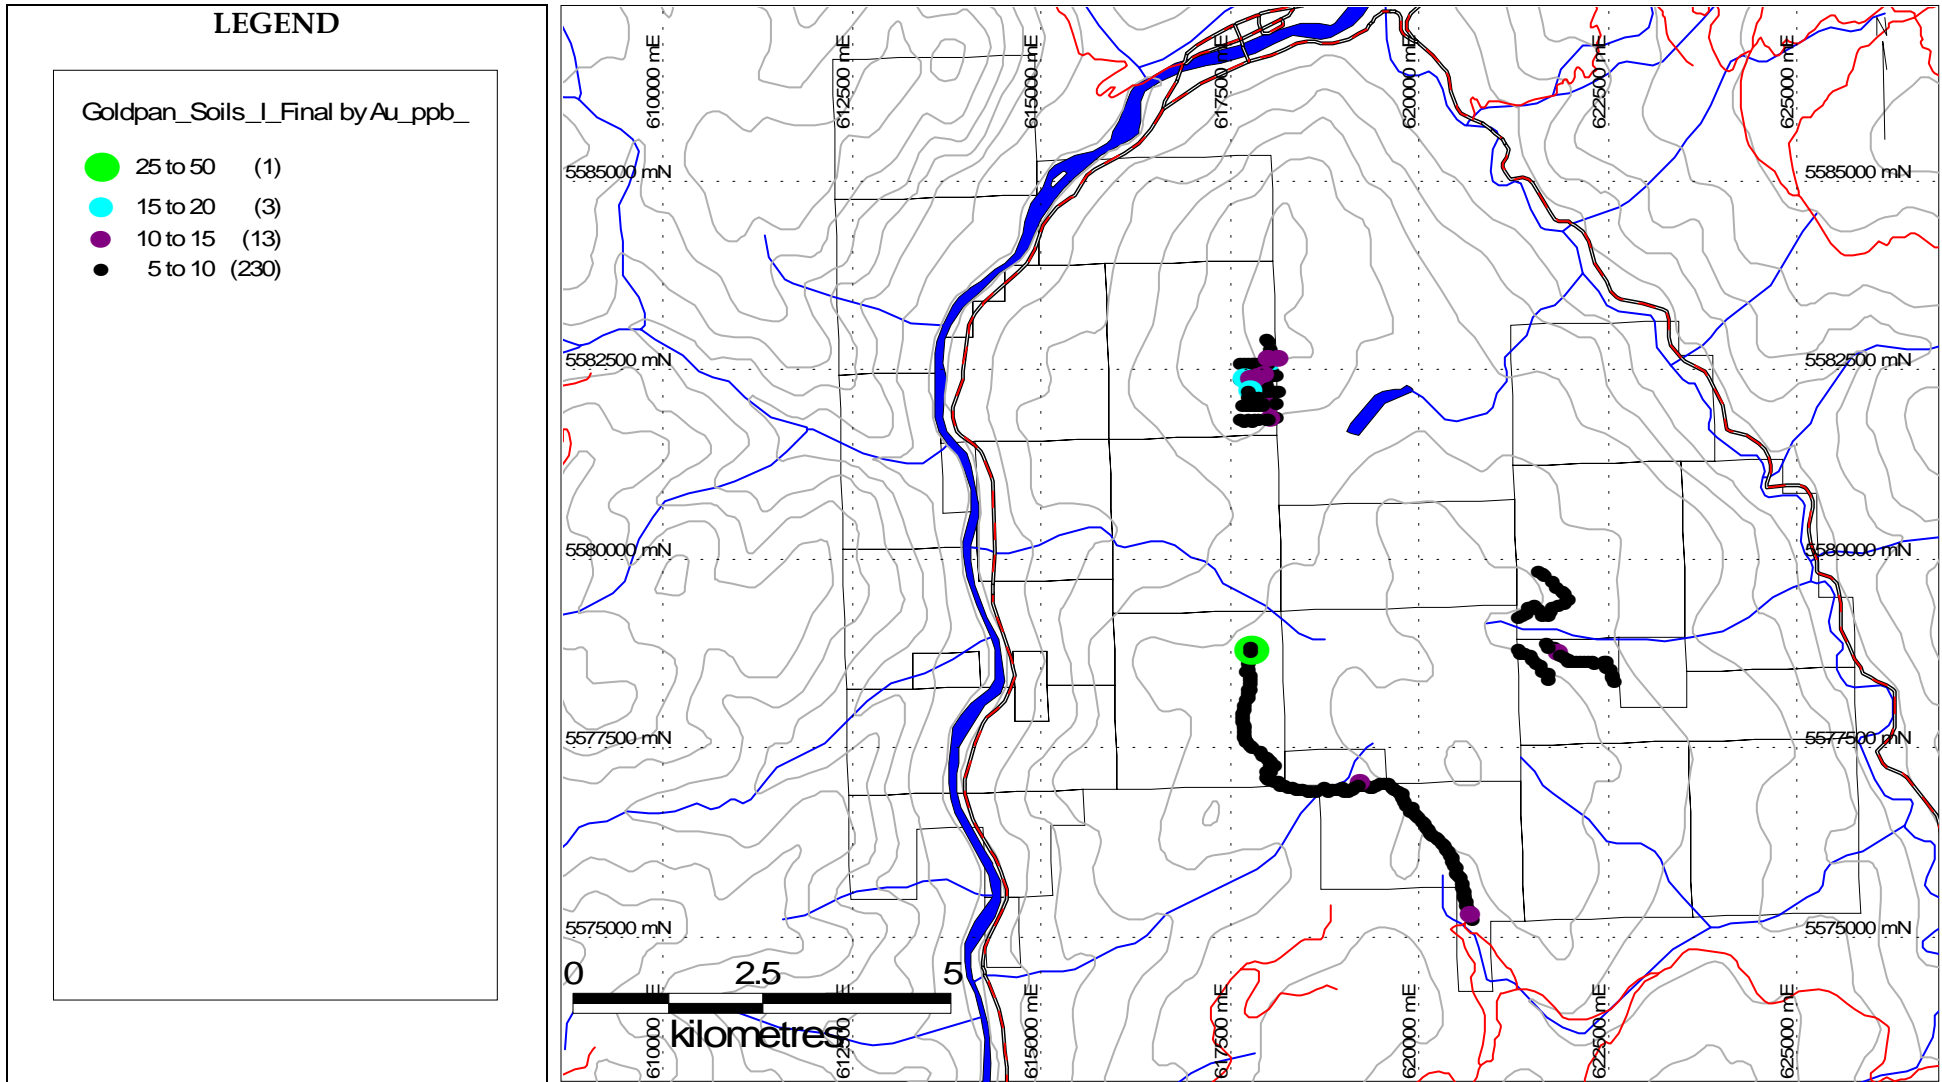 LEGEND
Goldpan_Soils_I_Final by Au_ppb_
25 to 50 (1)
15 to 20 (3)
10 to 15 (13)
5 to 10 (230)
610000 mE
612500 mE
615000 mE
617500 mE
620000 mE
622500 mE
625000 mE
5585000 mN
5585000 mN
5582500 mN
5582500 mN
5580000 mN
5580000 mN
5577500 mN
5577500 mN
5575000 mN
5575000 mN
0 2.5 5
kilometres
610000 mE
612500
615000 mE
617500 mE
620000 mE
622500 mE
625000 mE